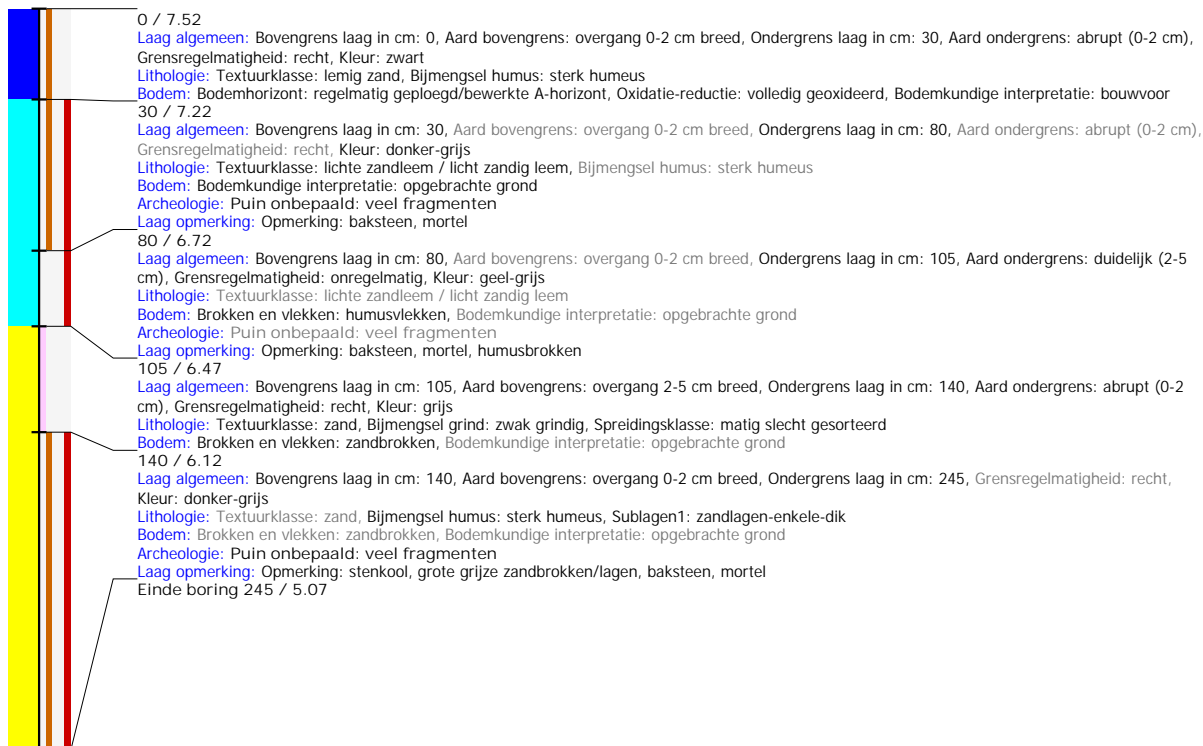 0 / 7.52
Laag algemeen: Bovengrens laag in cm: 0, Aard bovengrens: overgang 0-2 cm breed, Ondergrens laag in cm: 30, Aard ondergrens: abrupt (0-2 cm),
Grensregelmatigheid: recht, Kleur: zwart
Lithologie: Textuurklasse: lemig zand, Bijmengsel humus: sterk humeus
Bodem: Bodemhorizont: regelmatig geploegd/bewerkte A-horizont, Oxidatie-reductie: volledig geoxideerd, Bodemkundige interpretatie: bouwvoor
30 / 7.22
Laag algemeen: Bovengrens laag in cm: 30, Aard bovengrens: overgang 0-2 cm breed, Ondergrens laag in cm: 80, Aard ondergrens: abrupt (0-2 cm),
Grensregelmatigheid: recht, Kleur: donker-grijs
Lithologie: Textuurklasse: lichte zandleem / licht zandig leem, Bijmengsel humus: sterk humeus
Bodem: Bodemkundige interpretatie: opgebrachte grond
Archeologie: Puin onbepaald: veel fragmenten
Laag opmerking: Opmerking: baksteen, mortel
80 / 6.72
Laag algemeen: Bovengrens laag in cm: 80, Aard bovengrens: overgang 0-2 cm breed, Ondergrens laag in cm: 105, Aard ondergrens: duidelijk (2-5
cm), Grensregelmatigheid: onregelmatig, Kleur: geel-grijs
Lithologie: Textuurklasse: lichte zandleem / licht zandig leem
Bodem: Brokken en vlekken: humusvlekken, Bodemkundige interpretatie: opgebrachte grond
Archeologie: Puin onbepaald: veel fragmenten
Laag opmerking: Opmerking: baksteen, mortel, humusbrokken
105 / 6.47
Laag algemeen: Bovengrens laag in cm: 105, Aard bovengrens: overgang 2-5 cm breed, Ondergrens laag in cm: 140, Aard ondergrens: abrupt (0-2
cm), Grensregelmatigheid: recht, Kleur: grijs
Lithologie: Textuurklasse: zand, Bijmengsel grind: zwak grindig, Spreidingsklasse: matig slecht gesorteerd
Bodem: Brokken en vlekken: zandbrokken, Bodemkundige interpretatie: opgebrachte grond
140 / 6.12
Laag algemeen: Bovengrens laag in cm: 140, Aard bovengrens: overgang 0-2 cm breed, Ondergrens laag in cm: 245, Grensregelmatigheid: recht,
Kleur: donker-grijs
Lithologie: Textuurklasse: zand, Bijmengsel humus: sterk humeus, Sublagen1: zandlagen-enkele-dik
Bodem: Brokken en vlekken: zandbrokken, Bodemkundige interpretatie: opgebrachte grond
Archeologie: Puin onbepaald: veel fragmenten
Laag opmerking: Opmerking: stenkool, grote grijze zandbrokken/lagen, baksteen, mortel
Einde boring 245 / 5.07